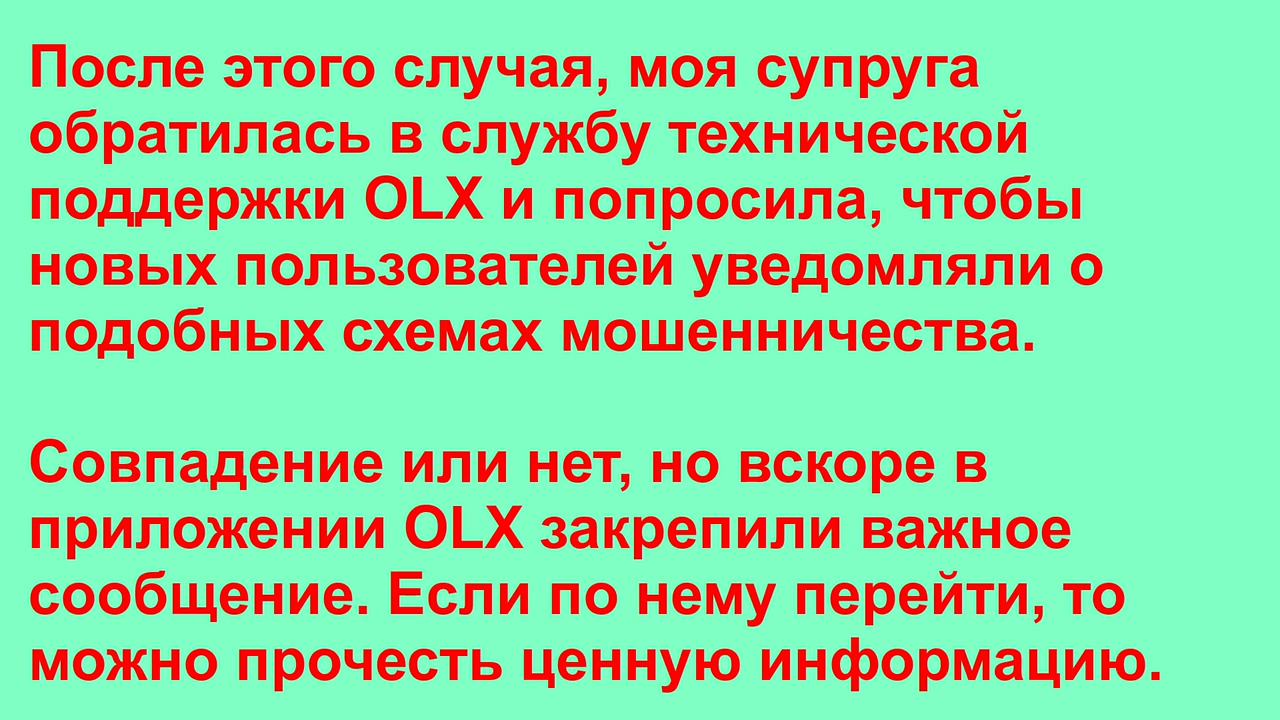 После этого случая, моя супруга
обратилась в службу технической
поддержки OLX и попросила, чтобы
новых пользователей уведомляли о
подобных схемах мошенничества.
Совпадение или нет, но вскоре в
приложении OLX закрепили важное
сообщение. Если по нему перейти, то
можно прочесть ценную информацию.